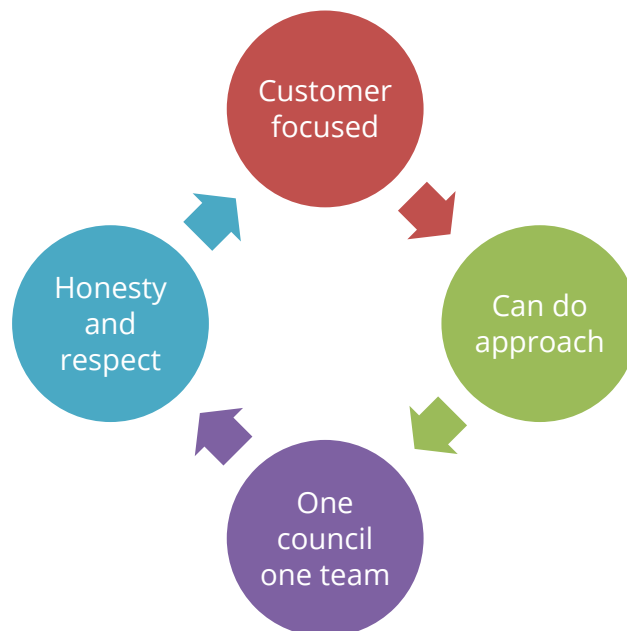 Customer
focused
Can do
approach
One
council
one team
Honesty
and
respect